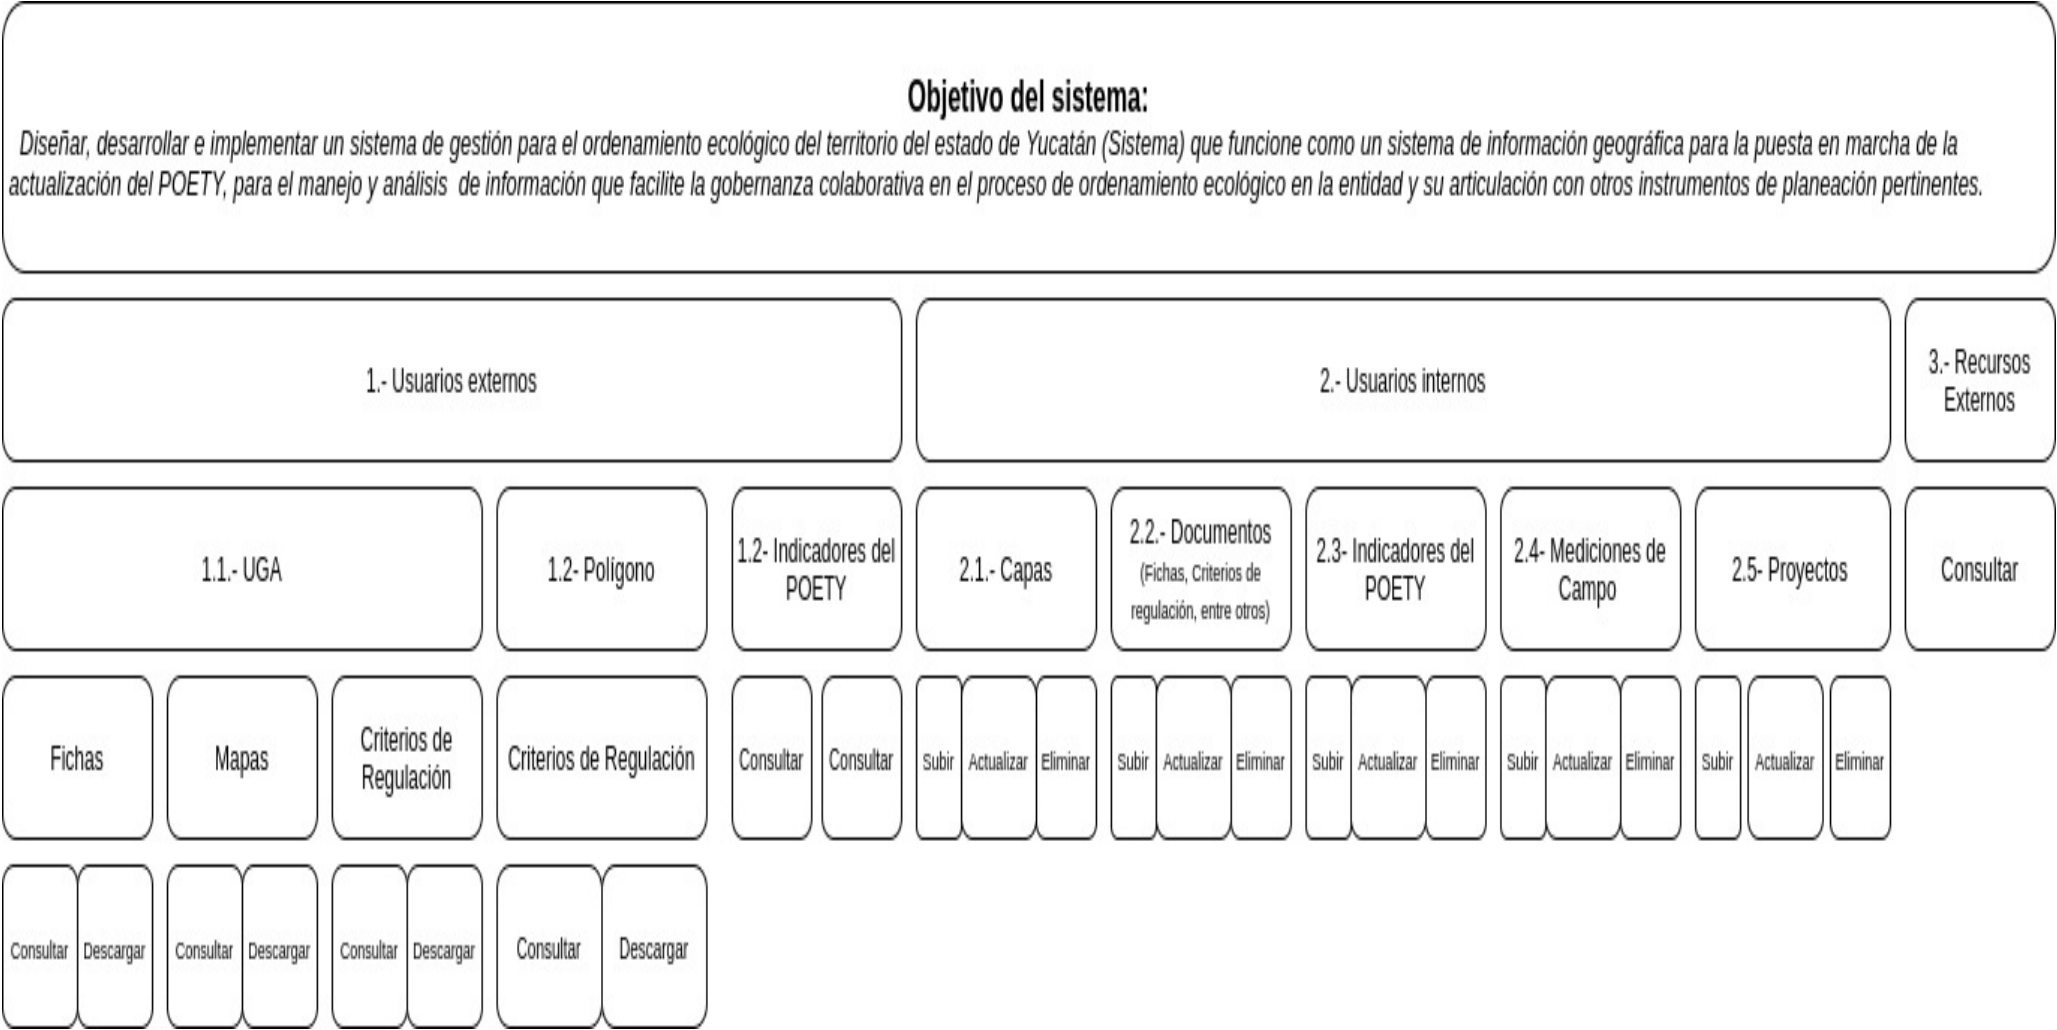 Objetivo del sistema:
Diseñar, desarrollar e implementar un sistema de gestión para el ordenamiento ecológico del territorio del estado de Yucatán (Sistema) que funcione como un sistema de información geográfica para la puesta en marcha de la
actualización del POETY, para el manejo y análisis de información que facilite la gobernanza colaborativa en el proceso de ordenamiento ecológico en la entidad y su articulación con otros instrumentos de planeación pertinentes.
1.- Usuarios externos
2.- Usuarios internos
3.- Recursos
Externos
1.1.- UGA
1.2- Polígono
1.2- Indicadores del
POETY
2.1.- Capas
2.2.- Documentos
(Fichas, Criterios de
regulación, entre otros)
2.3- Indicadores del
POETY
2.4- Mediciones de
Campo
2.5- Proyectos
Consultar
Fichas
Mapas
Criterios de
Regulación
Criterios de Regulación
Consultar
Consultar
Subir
Actualizar
Eliminar
Subir
Actualizar
Eliminar
Subir
Actualizar
Eliminar
Subir
Actualizar
Eliminar
Subir
Actualizar
Eliminar
Consultar
Descargar
Consultar
Descargar
Consultar
Descargar
Consultar
Descargar